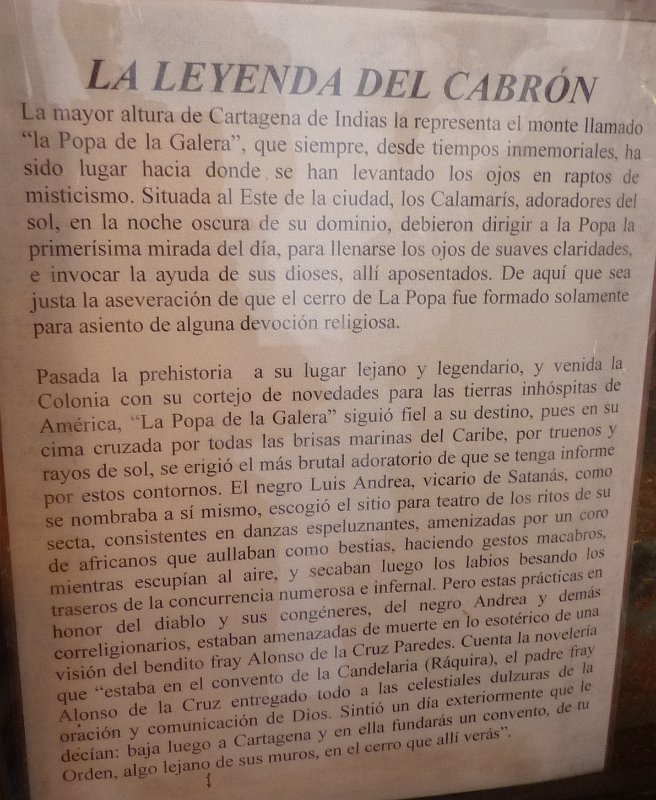 LA LEYENDA DEL CABRÓN
La mayor altura de Cartagena de Indias la representa el monte llamado
“la Popa de la Galera”, que siempre, desde tiempos inmemoriales, ha
sido lugar hacia donde se han levantado los ojos en raptos de
misticismo. Situada al Este de la ciudad, los Calamarís, adoradores del
sol, en la noche oscura de su dominio, debieron dirigir a la Popa la
primerísima mirada del día, para llenarse los ojos de suaves claridades,
e invocar la ayuda de sus dioses, allí aposentados. De aquí que sea
justa la aseveración de que el cerro de La Popa fue formado solamente
para asiento de alguna devoción religiosa.
Pasada la prehistoria a su lugar lejano y legendario, y venida la
Colonia con su cortejo de novedades para las tierras inhóspitas de
América, “La Popa de la Galera” siguió fiel a su destino, pues en su
cima cruzada por todas las brisas marinas del Caribe, por truenos y
rayos de sol, se erigió el más brutal adoratorio de que se tenga informe
por estos contornos. El negro Luis Andrea, vicario de Satanás, como
se nombraba a sí mismo, escogió el sitio para teatro de los ritos de su
secta, consistentes en danzas espeluznantes, amenizadas por un coro
de africanos que aullaban como bestias, haciendo gestos macabros,
mientras escupían al aire, y secaban luego los labios besando los
traseros de la concurrencia numerosa e infernal. Pero estas prácticas en
honor del diablo y sus congéneres, del negro Andrea y demás
correligionarios, estaban amenazadas de muerte en lo esotérico de una
visión del bendito fray Alonso de la Cruz Paredes. Cuenta la novelería
que “estaba en el convento de la Candelaria (Ráquira), el padre fray
Alonso de la Cruz entregado todo a las celestiales dulzuras de la
oración y comunicación de Dios. Sintió un día exteriormente que le
decían: baja luego a Cartagena y en ella fundarás un convento, de tu
Orden, algo lejano de sus muros, en el cerro que allí verás”.